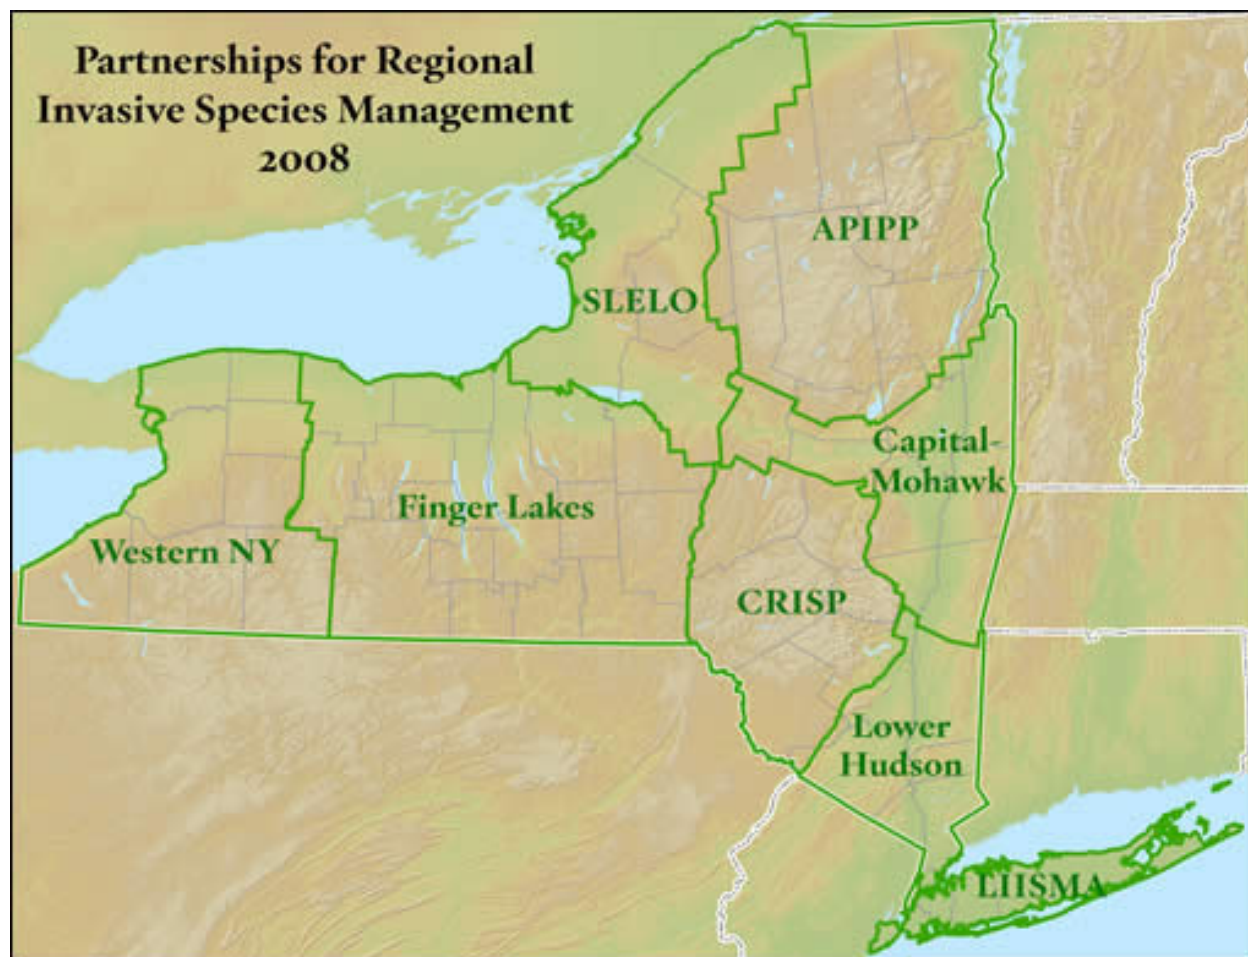 Partnerships for Regional
Invasive Species Management
2008
APIPP
SLELO
Capital-
Mohawk
Finger Lakes
Western NY
CRISP
Lower
Hudson
LIISMA